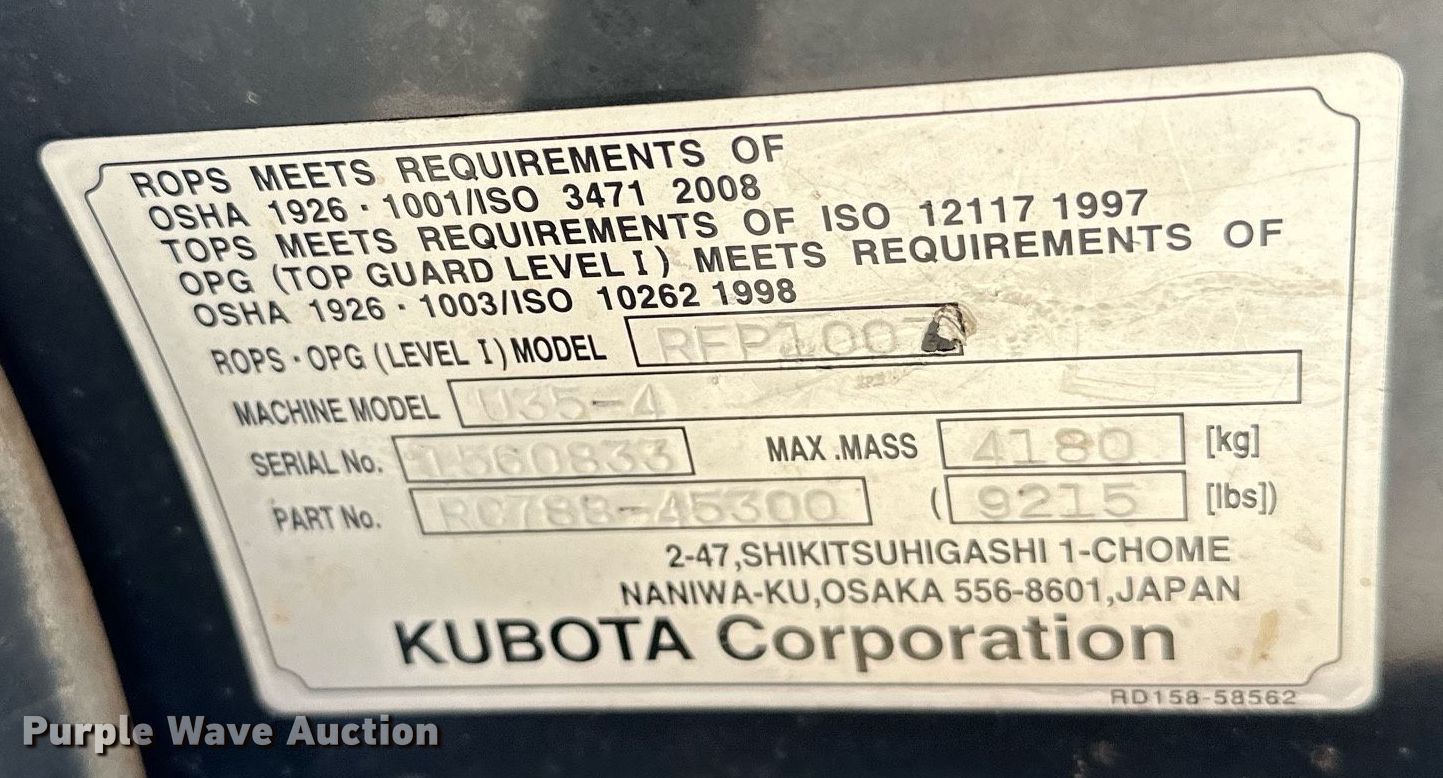 ROPS MEETS REQUIREMENTS OF
OSHA 1926・1001/ISO 3471 2008
TOPS MEETS REQUIREMENTS OF ISO 12117 1997
OPG (TOP GUARD LEVEL I) MEETS REQUIREMENTS OF
OSHA 1926・1003/ISO 10262 1998
ROPS・OPG (LEVEL I) MODEL
MACHINE MODEL U35-4
SERIAL No. 1560833 MAX .MASS 4180 [kg]
PART No. RC788-45300 ( 9215 [lbs])
2-47,SHIKITSUHIGASHI 1-CHOME
NANIWA-KU,OSAKA 556-8601,JAPAN
KUBOTA Corporation
RD158-58562
Purple Wave Auction